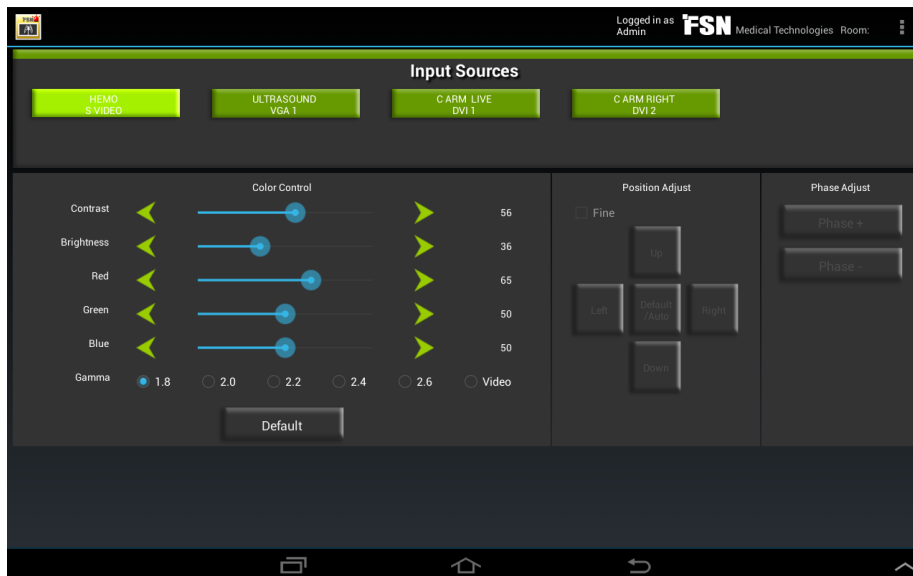 Logged in as
Admin
FSN Medical Technologies Room:
Input Sources
HEMO
S VIDEO
ULTRASOUND
VGA 1
C ARM LIVE
DVI 1
C ARM RIGHT
DVI 2
Color Control
Contrast 56
Brightness 36
Red 65
Green 50
Blue 50
Gamma 1.8 2.0 2.2 2.4 2.6 Video
Default
Position Adjust
Fine
Up
Left
Default
/Auto
Right
Down
Phase Adjust
Phase +
Phase -